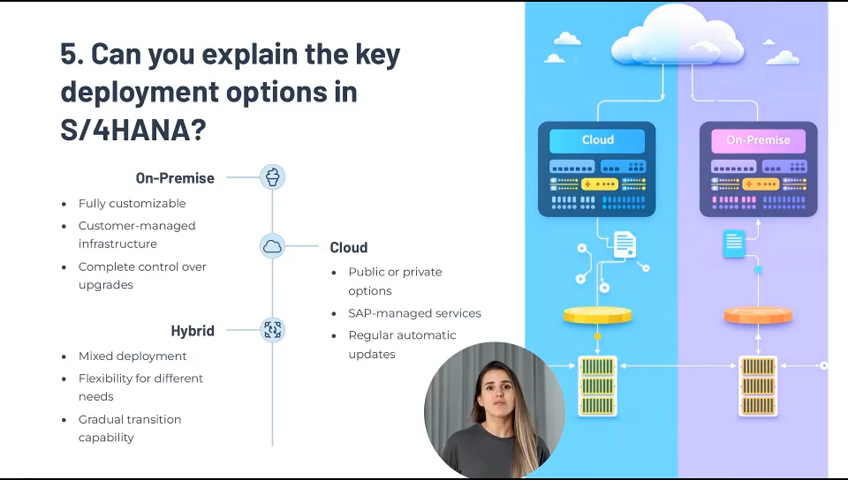 5. Can you explain the key
deployment options in
S/4HANA?
On-Premise
• Fully customizable
• Customer-managed
infrastructure
• Complete control over
upgrades
Cloud
• Public or private
options
• SAP-managed services
• Regular automatic
updates
Hybrid
• Mixed deployment
• Flexibility for different
needs
• Gradual transition
capability
Cloud
On-Premise